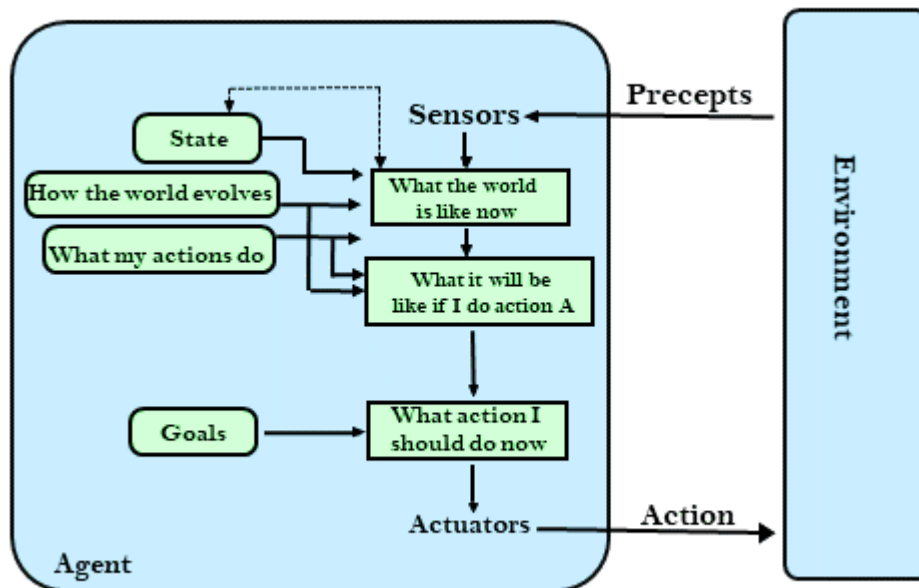 Precepts
Sensors
State
What the world
is like now
How the world evolves
What my actions do
What it will be
like if I do action A
Environment
What action I
should do now
Goals
Actuators
Action
Agent